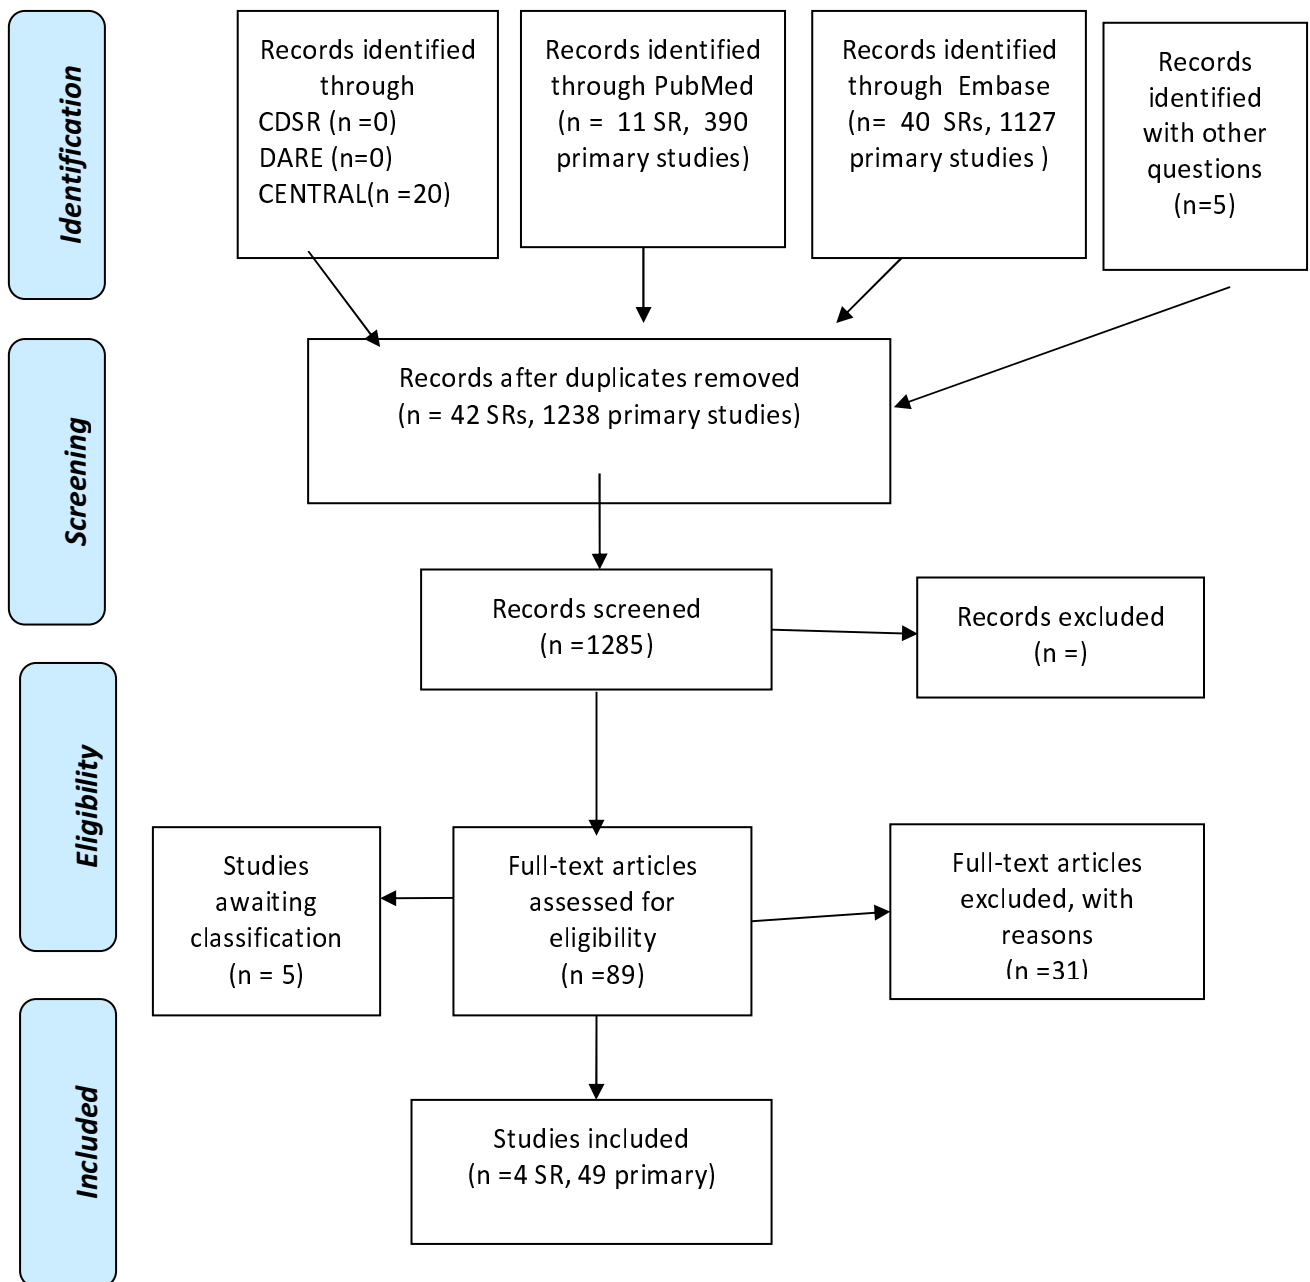 Identification
Records identified
through
CDSR (n =0)
DARE (n=0)
CENTRAL(n =20)
Records identified
through PubMed
(n = 11 SR, 390
primary studies)
Records identified
through Embase
(n= 40 SRs, 1127
primary studies )
Records
identified
with other
questions
(n=5)
Screening
Records after duplicates removed
(n = 42 SRs, 1238 primary studies)
Records screened
(n =1285)
Records excluded
(n =)
Eligibility
Studies
awaiting
classification
(n = 5)
Full-text articles
assessed for
eligibility
(n =89)
Full-text articles
excluded, with
reasons
(n =31)
Included
Studies included
(n =4 SR, 49 primary)